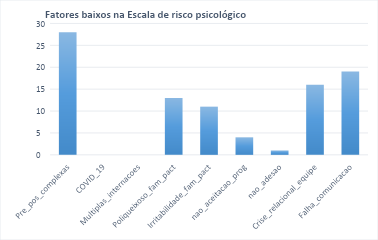 Fatores baixos na Escala de risco psicológico
30
25
20
15
10
5
0
Pre_pos_complexas
COVID_19
Multiplas_internacoes
Poliqueixoso_fam_pact
Irritabilidade_fam_pact
nao_aceitacao_prog
nao_adesao
Crise_relacional_equipe
Falha_comunicacao